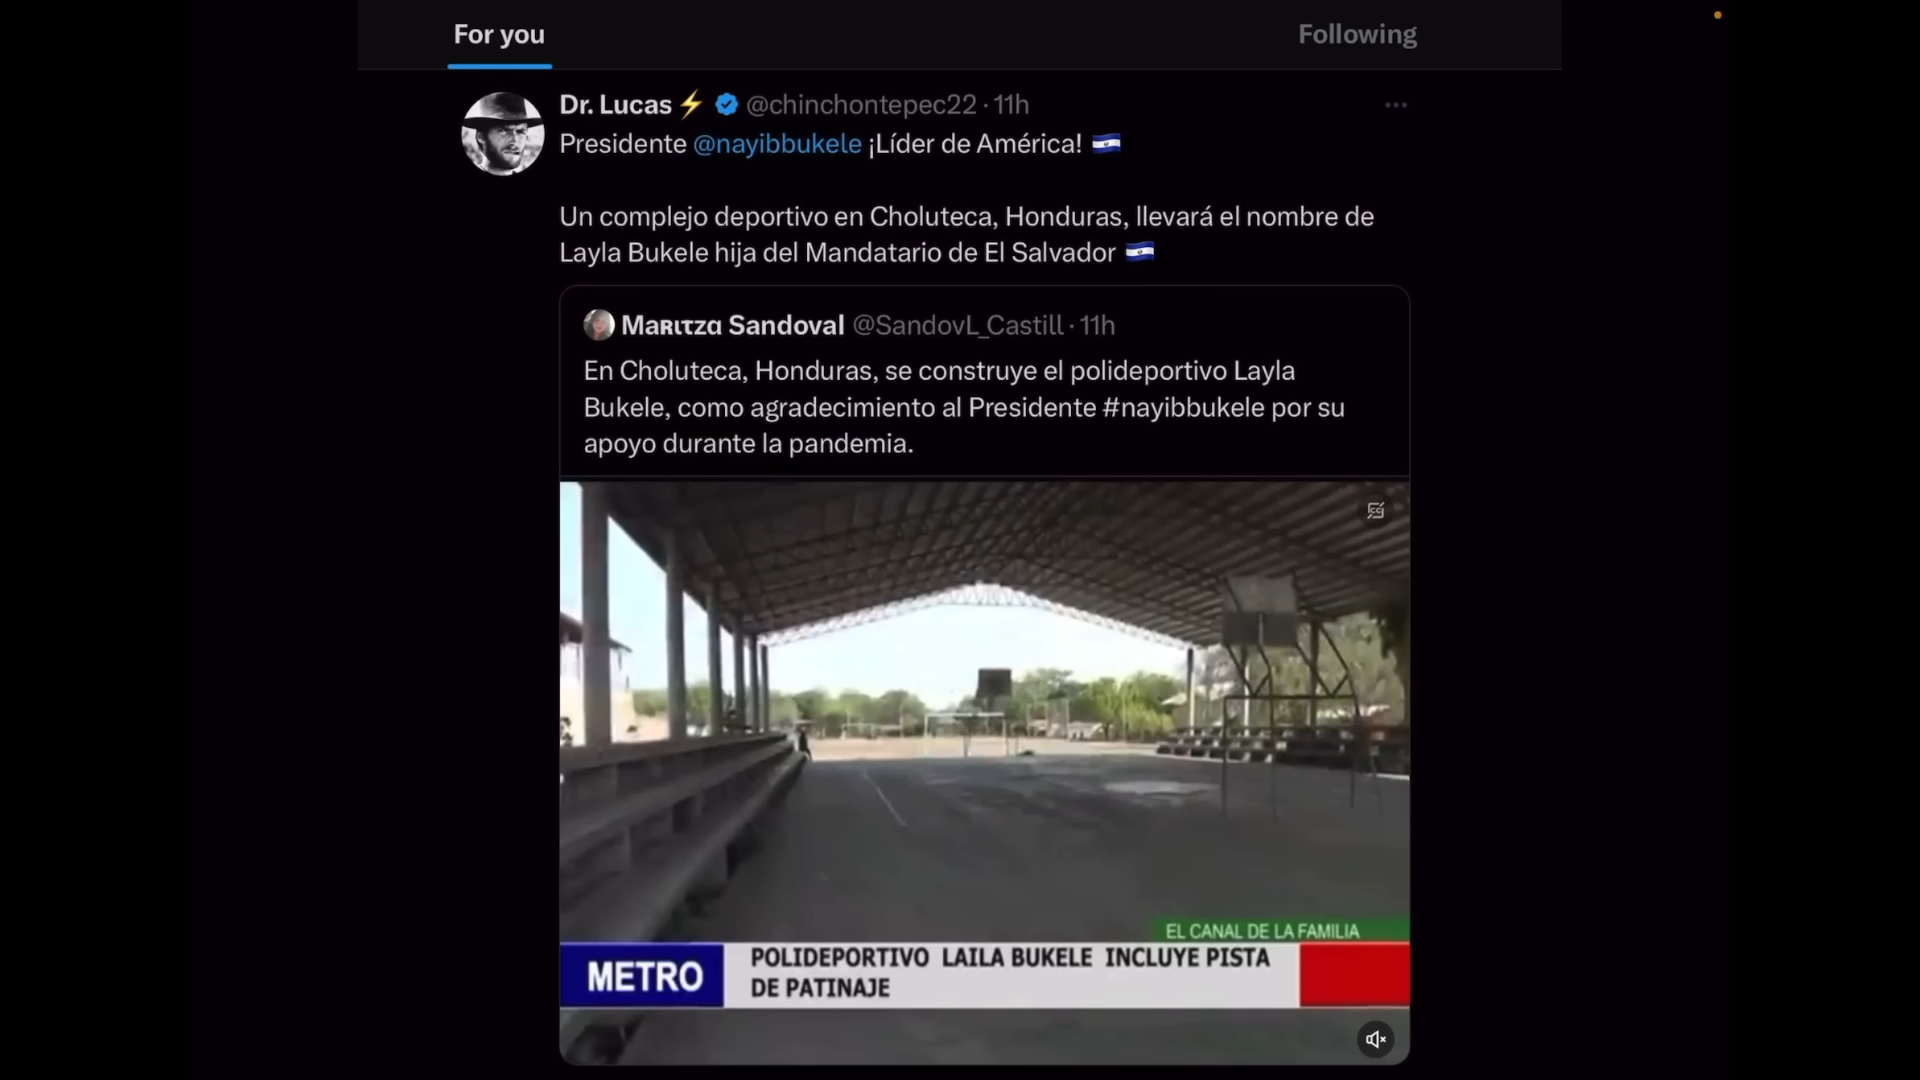 For you
Following
Dr. Lucas⚡ @chinchontepec22 · 11h
Presidente @nayibbukele ¡Líder de América! 🇸🇻
Un complejo deportivo en Choluteca, Honduras, llevará el nombre de
Layla Bukele hija del Mandatario de El Salvador 🇸🇻
Maʀιτzα Sandoval @SandovL_Castill · 11h
En Choluteca, Honduras, se construye el polideportivo Layla
Bukele, como agradecimiento al Presidente #nayibbukele por su
apoyo durante la pandemia.
EL CANAL DE LA FAMILIA
METRO
POLIDEPORTIVO LAILA BUKELE INCLUYE PISTA
DE PATINAJE